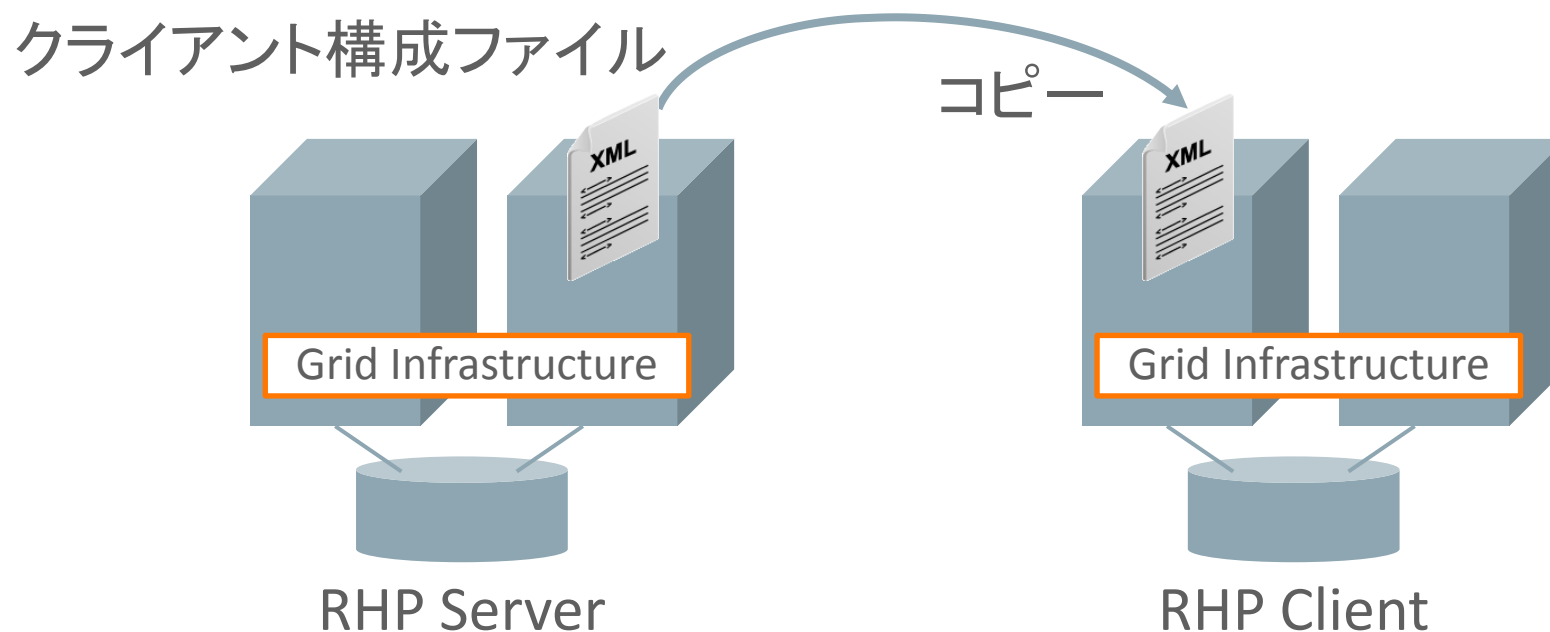 クライアント構成ファイル
コピー
XML
XML
Grid Infrastructure
Grid Infrastructure
RHP Server
RHP Client